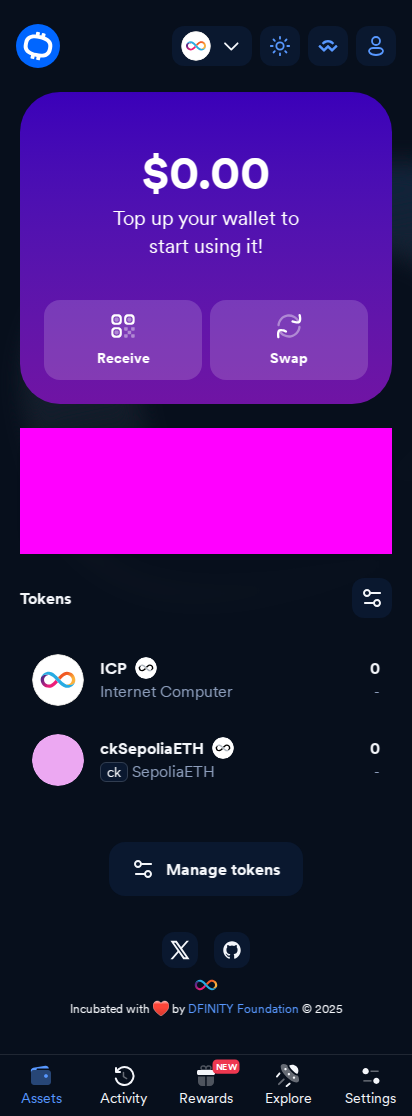 $0.00
Top up your wallet to
start using it!
Receive
Swap
Tokens
ICP
0
Internet Computer
-
ckSepoliaETH
0
ck SepoliaETH
-
Manage tokens
Incubated with ❤️ by DFINITY Foundation © 2025
NEW
Assets
Activity
Rewards
Explore
Settings